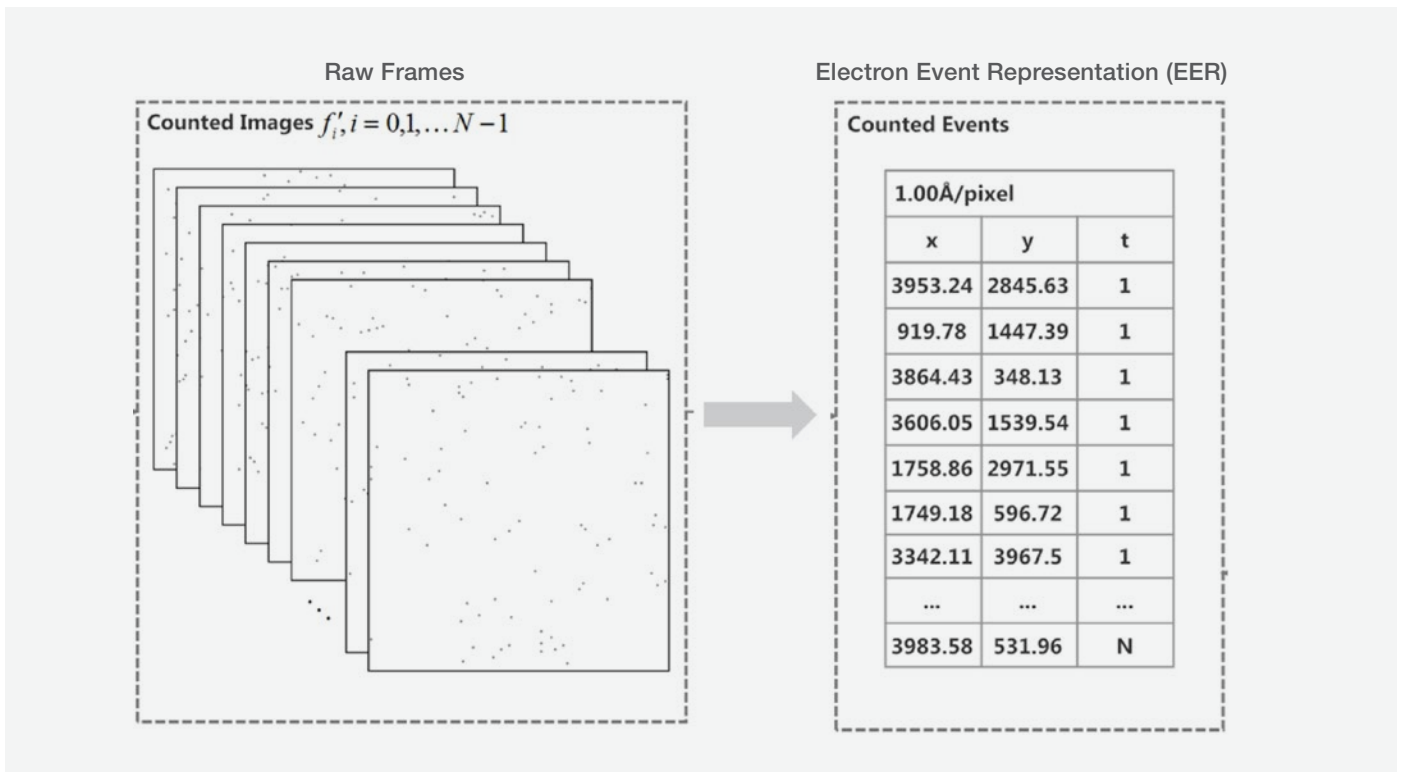 Raw Frames
Counted Images f′ᵢ, i = 0,1,… N − 1
Electron Event Representation (EER)
Counted Events
1.00Å/pixel
x y t
3953.24 2845.63 1
919.78 1447.39 1
3864.43 348.13 1
3606.05 1539.54 1
1758.86 2971.55 1
1749.18 596.72 1
3342.11 3967.5 1
... ... ...
3983.58 531.96 N